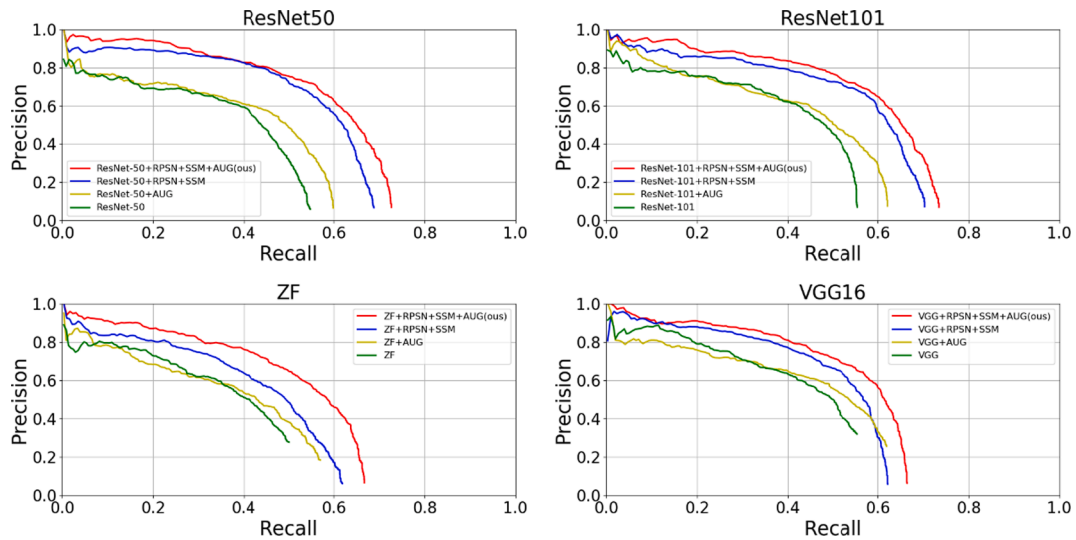 ResNet50
Precision
1.0
0.8
0.6
0.4
0.2
0.0
ResNet-50+RPSN+SSM+AUG(ous)
ResNet-50+RPSN+SSM
ResNet-50+AUG
ResNet-50
0.0 0.2 0.4 0.6 0.8 1.0
Recall
ResNet101
Precision
1.0
0.8
0.6
0.4
0.2
0.0
ResNet-101+RPSN+SSM+AUG(ous)
ResNet-101+RPSN+SSM
ResNet-101+AUG
ResNet-101
0.0 0.2 0.4 0.6 0.8 1.0
Recall
ZF
Precision
1.0
0.8
0.6
0.4
0.2
0.0
ZF+RPSN+SSM+AUG(ous)
ZF+RPSN+SSM
ZF+AUG
ZF
0.0 0.2 0.4 0.6 0.8 1.0
Recall
VGG16
Precision
1.0
0.8
0.6
0.4
0.2
0.0
VGG+RPSN+SSM+AUG(ous)
VGG+RPSN+SSM
VGG+AUG
VGG
0.0 0.2 0.4 0.6 0.8 1.0
Recall